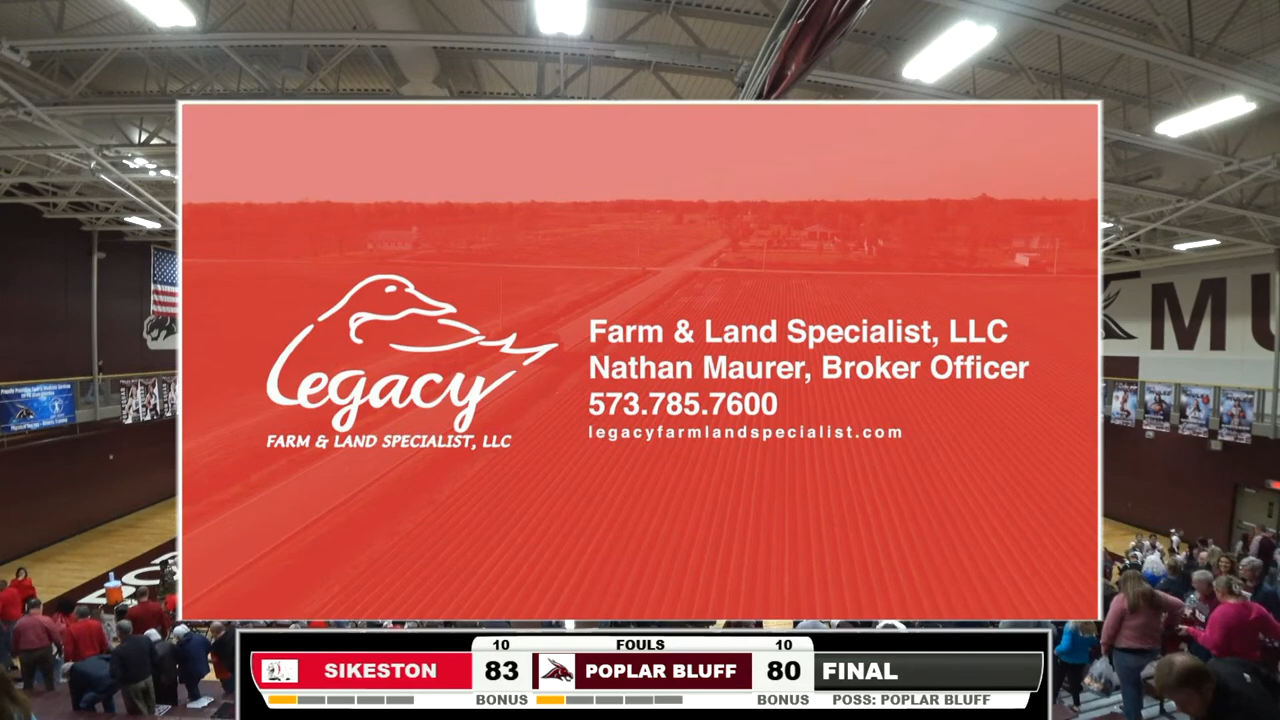 Legacy
FARM & LAND SPECIALIST, LLC
Farm & Land Specialist, LLC
Nathan Maurer, Broker Officer
573.785.7600
legacyfarmlandspecialist.com
MU
10 FOULS 10
SIKESTON 83 POPLAR BLUFF 80 FINAL
BONUS BONUS POSS: POPLAR BLUFF